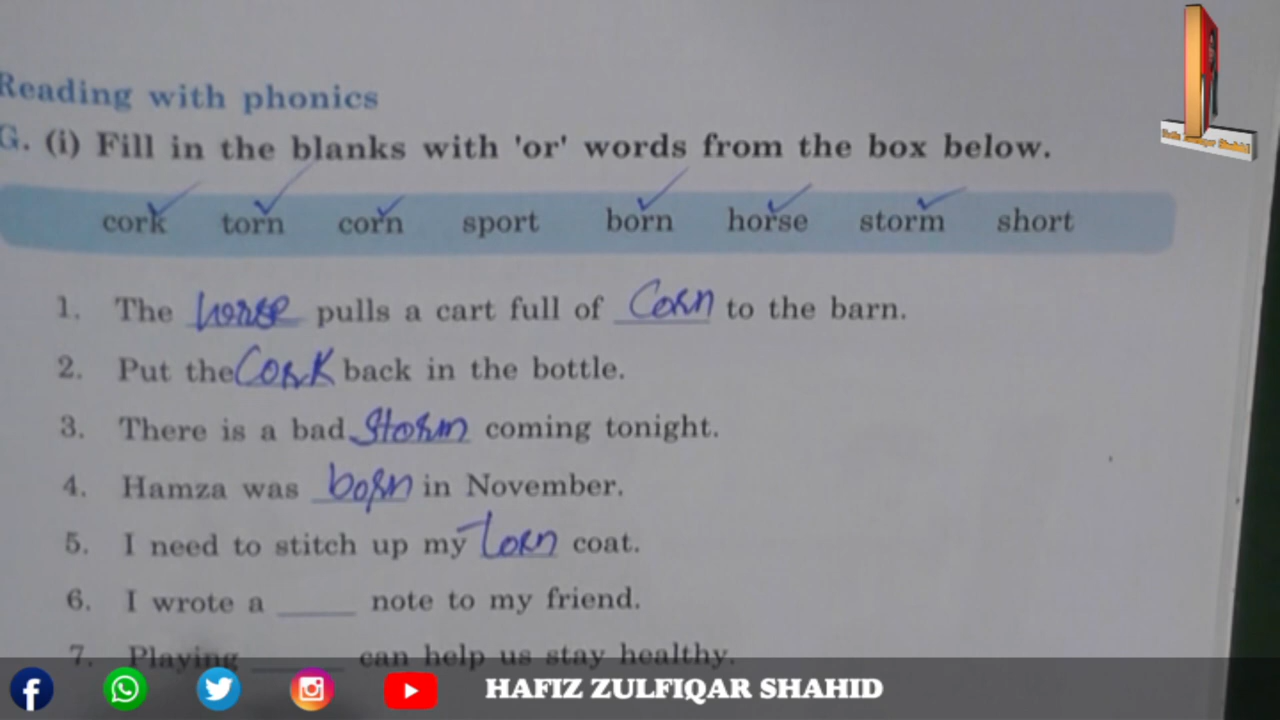 Reading with phonics
G. (i) Fill in the blanks with 'or' words from the box below.
cork torn corn sport born horse storm short
1. The horse pulls a cart full of Corn to the barn.
2. Put the Cork back in the bottle.
3. There is a bad Storm coming tonight.
4. Hamza was born in November.
5. I need to stitch up my Torn coat.
6. I wrote a ____ note to my friend.
7. Playing ____ can help us stay healthy.
HAFIZ ZULFIQAR SHAHID